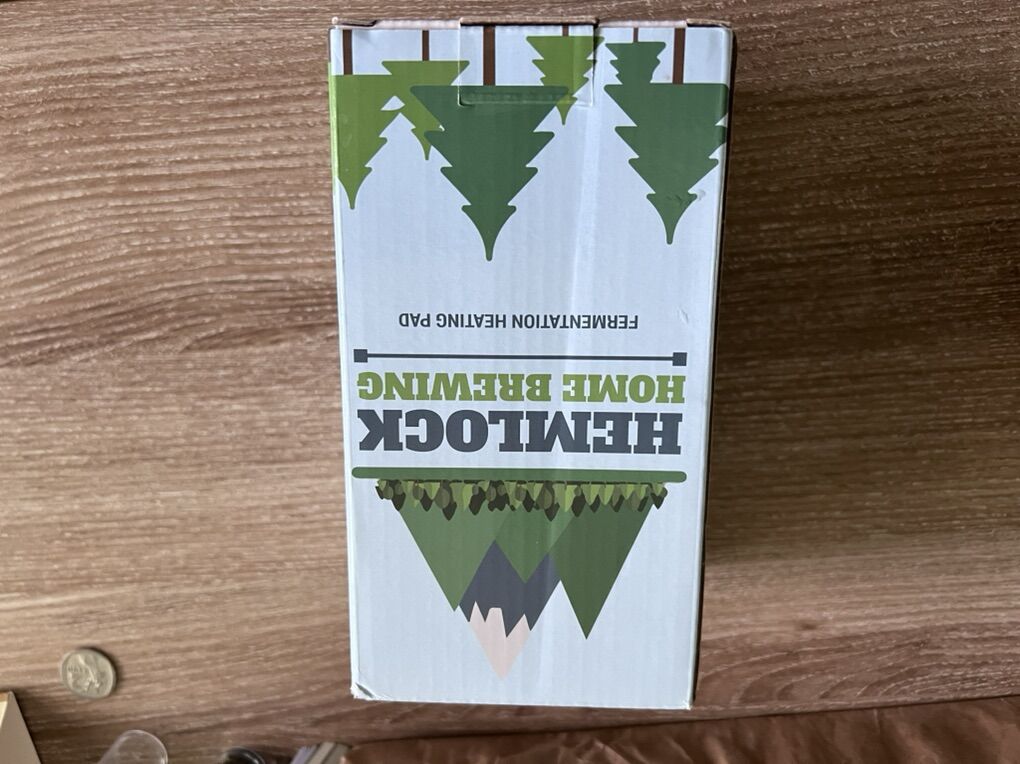 HEMLOCK
HOME BREWING
FERMENTATION HEATING PAD